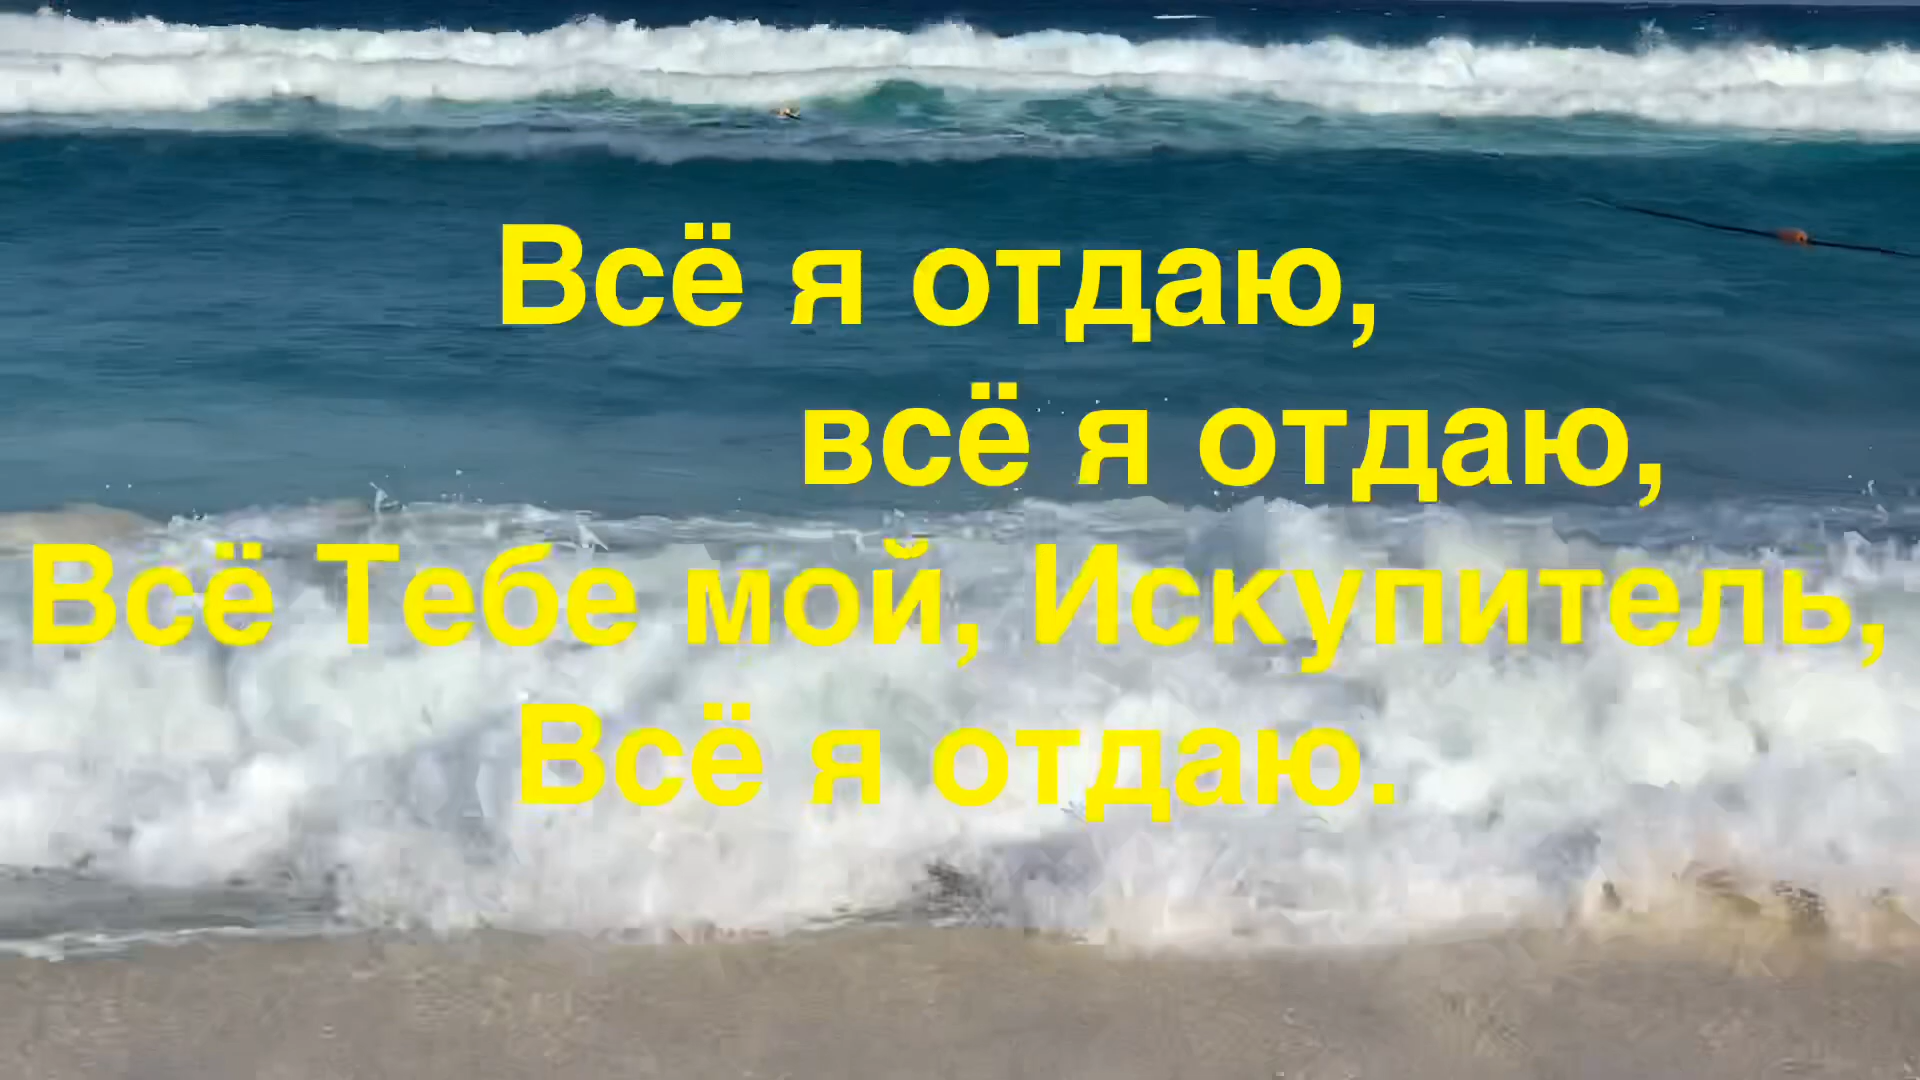 Всё я отдаю,
всё я отдаю,
Всё Тебе мой, Искупитель,
Всё я отдаю.